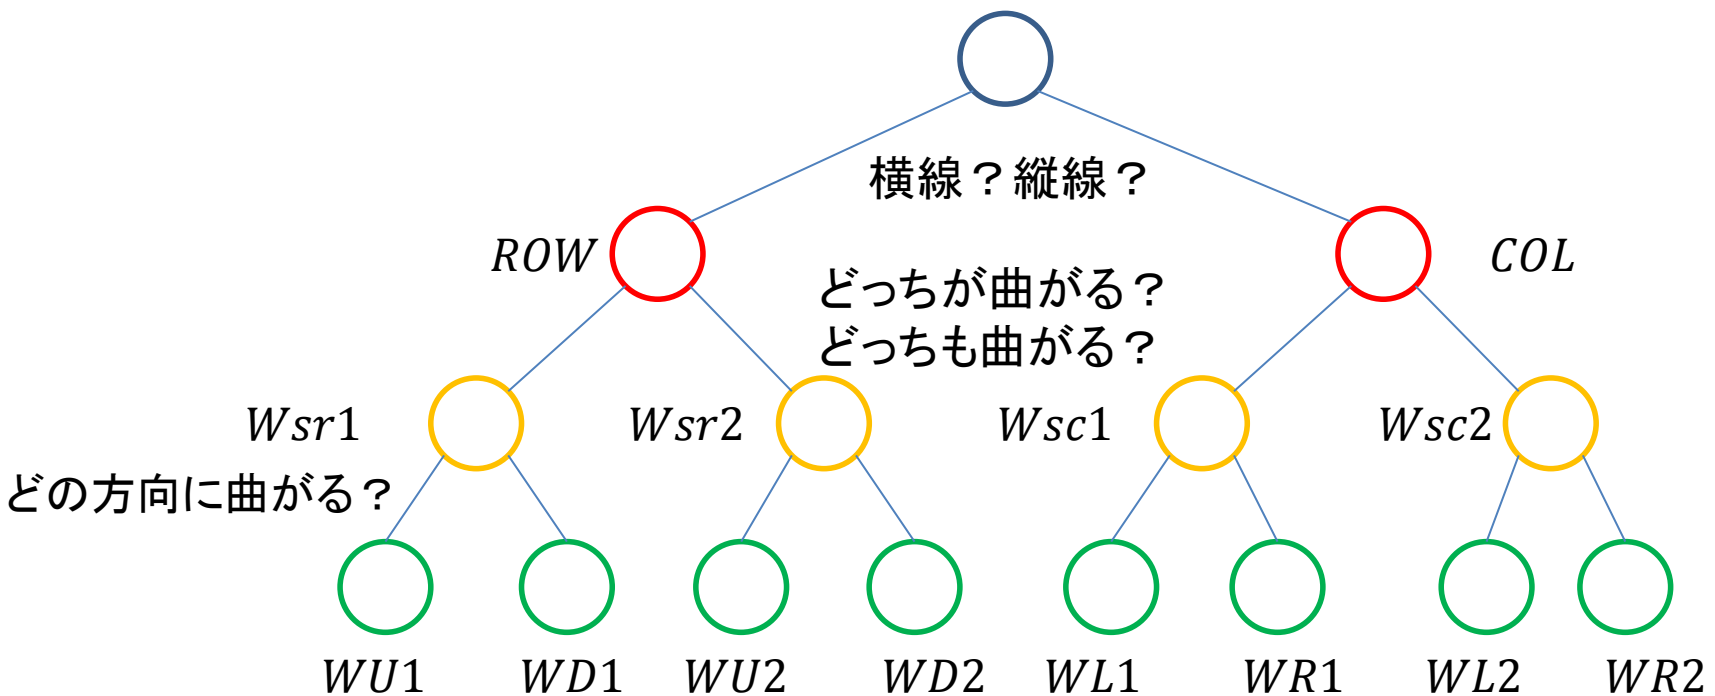 横線？縦線？
ROW
COL
どっちが曲がる？
どっちも曲がる？
Wsr1
Wsr2
Wsc1
Wsc2
どの方向に曲がる？
WU1
WD1
WU2
WD2
WL1
WR1
WL2
WR2